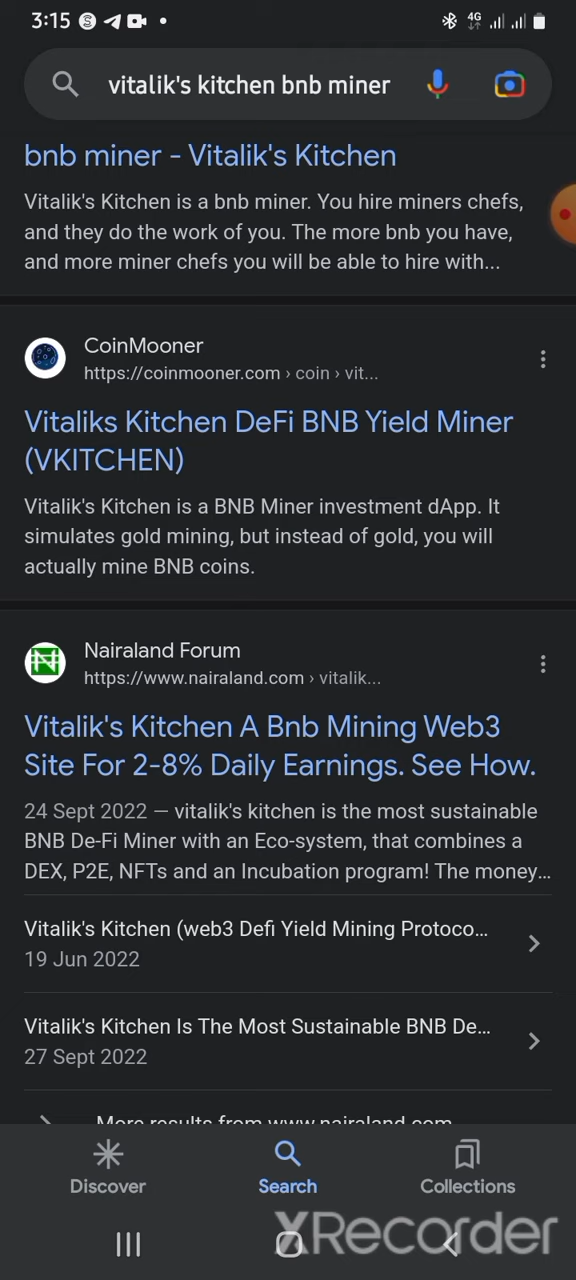 3:15
4G
vitalik's kitchen bnb miner
bnb miner - Vitalik's Kitchen
Vitalik's Kitchen is a bnb miner. You hire miners chefs,
and they do the work of you. The more bnb you have,
and more miner chefs you will be able to hire with...
CoinMooner
https://coinmooner.com › coin › vit...
Vitaliks Kitchen DeFi BNB Yield Miner
(VKITCHEN)
Vitalik's Kitchen is a BNB Miner investment dApp. It
simulates gold mining, but instead of gold, you will
actually mine BNB coins.
Nairaland Forum
https://www.nairaland.com › vitalik...
Vitalik's Kitchen A Bnb Mining Web3
Site For 2-8% Daily Earnings. See How.
24 Sept 2022 — vitalik's kitchen is the most sustainable
BNB De-Fi Miner with an Eco-system, that combines a
DEX, P2E, NFTs and an Incubation program! The money...
Vitalik's Kitchen (web3 Defi Yield Mining Protoco...
19 Jun 2022
Vitalik's Kitchen Is The Most Sustainable BNB De...
27 Sept 2022
More results from www.nairaland.com
Discover
Search
Collections
XRecorder